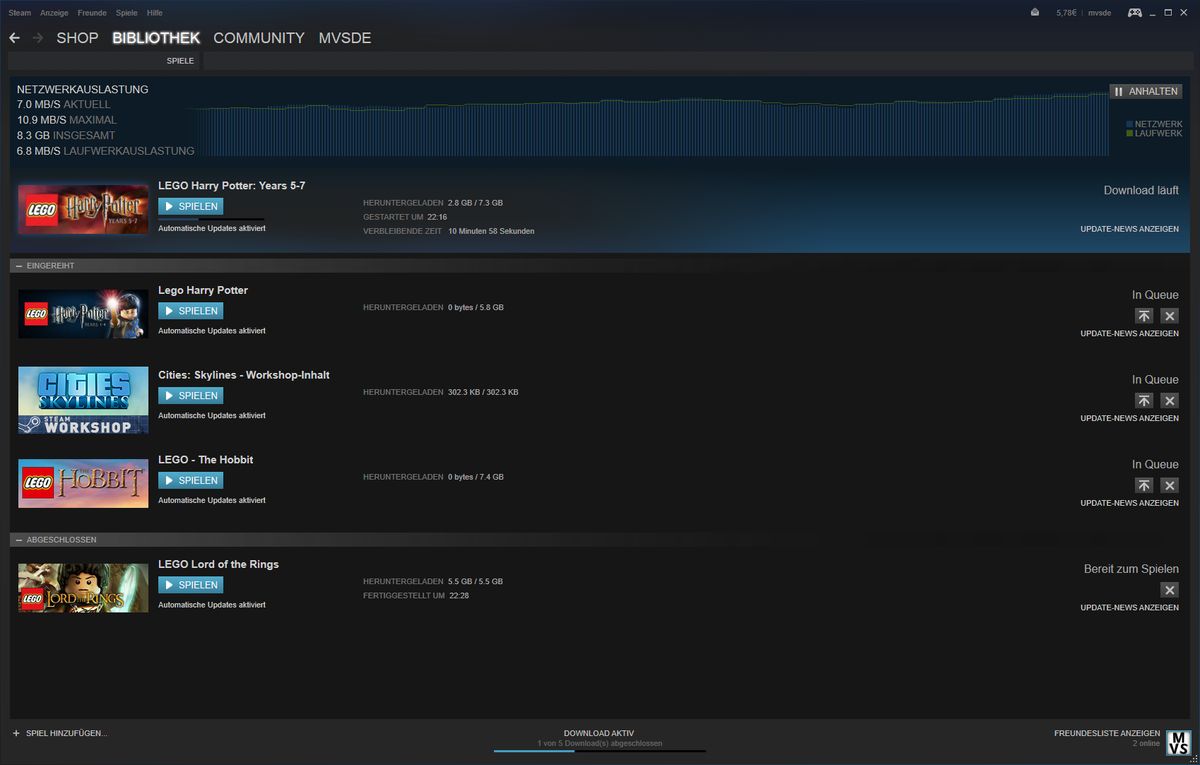 Steam Anzeige Freunde Spiele Hilfe
5,78€ mvsde
SHOP BIBLIOTHEK COMMUNITY MVSDE
SPIELE
NETZWERKAUSLASTUNG
7.0 MB/S AKTUELL
10.9 MB/S MAXIMAL
8.3 GB INSGESAMT
6.8 MB/S LAUFWERKAUSLASTUNG
ANHALTEN
NETZWERK
LAUFWERK
LEGO Harry Potter YEARS 5-7
LEGO Harry Potter: Years 5-7
SPIELEN
Automatische Updates aktiviert
HERUNTERGELADEN 2.8 GB / 7.3 GB
GESTARTET UM 22:16
VERBLEIBENDE ZEIT 10 Minuten 58 Sekunden
Download läuft
UPDATE-NEWS ANZEIGEN
EINGEREIHT
LEGO Harry Potter YEARS 1-4
Lego Harry Potter
SPIELEN
Automatische Updates aktiviert
HERUNTERGELADEN 0 bytes / 5.8 GB
In Queue
UPDATE-NEWS ANZEIGEN
CITIES
SKYLINES
STEAM
WORKSHOP
Cities: Skylines - Workshop-Inhalt
SPIELEN
Automatische Updates aktiviert
HERUNTERGELADEN 302.3 KB / 302.3 KB
In Queue
UPDATE-NEWS ANZEIGEN
LEGO THE HOBBIT
LEGO - The Hobbit
SPIELEN
Automatische Updates aktiviert
HERUNTERGELADEN 0 bytes / 7.4 GB
In Queue
UPDATE-NEWS ANZEIGEN
ABGESCHLOSSEN
LEGO THE LORD OF THE RINGS
LEGO Lord of the Rings
SPIELEN
Automatische Updates aktiviert
HERUNTERGELADEN 5.5 GB / 5.5 GB
FERTIGGESTELLT UM 22:28
Bereit zum Spielen
UPDATE-NEWS ANZEIGEN
SPIEL HINZUFÜGEN...
DOWNLOAD AKTIV
1 von 5 Download(s) abgeschlossen
FREUNDESLISTE ANZEIGEN
2 online
M
VS